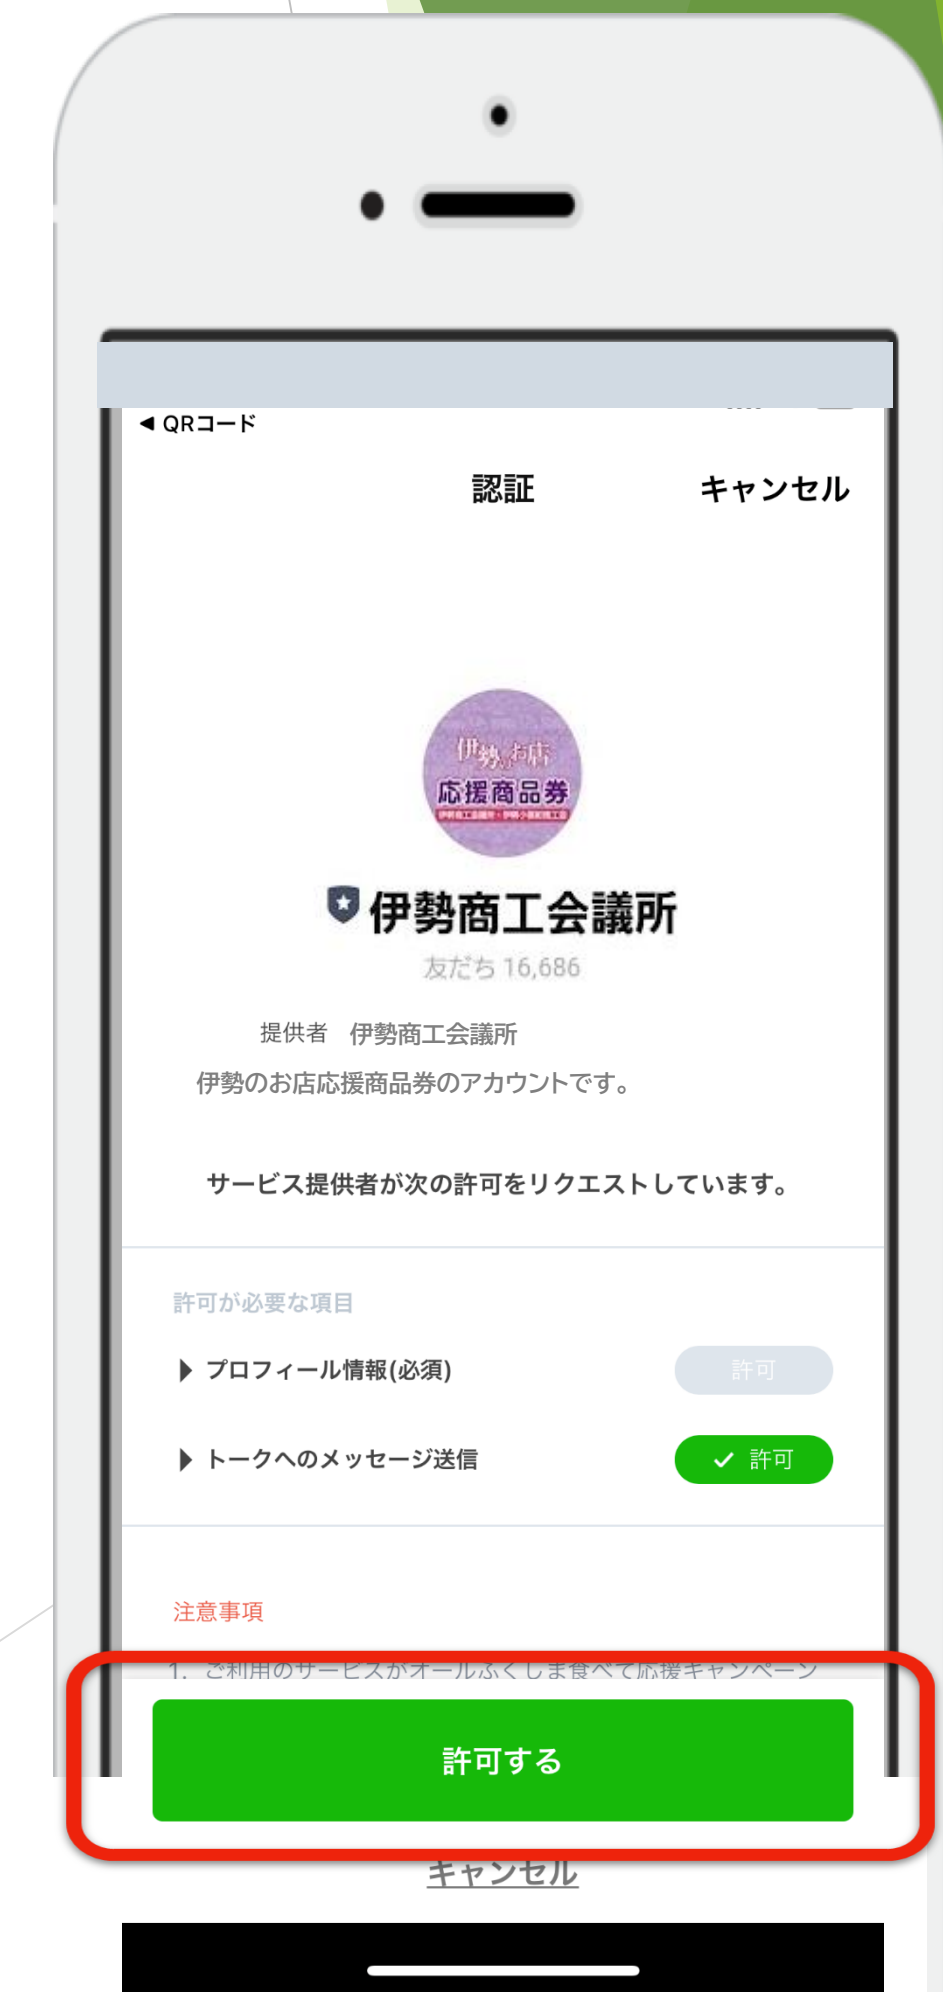 ◀ QRコード
認証
キャンセル
伊勢のお店
応援商品券
伊勢商工会議所
友だち 16,686
提供者 伊勢商工会議所
伊勢のお店応援商品券のアカウントです。
サービス提供者が次の許可をリクエストしています。
許可が必要な項目
▶ プロフィール情報(必須)
許可
▶ トークへのメッセージ送信
✓ 許可
注意事項
1. ご利用のサービスがオールふくしま食べて応援キャンペーン
許可する
キャンセル